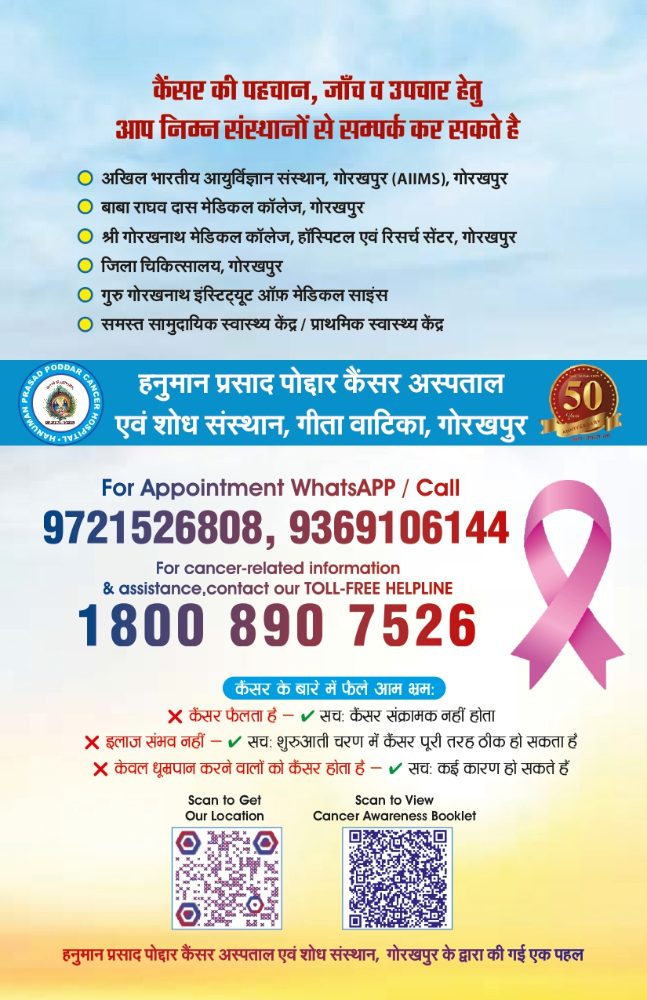 कैंसर की पहचान, जाँच व उपचार हेतु
आप निम्न संस्थानों से सम्पर्क कर सकते है
अखिल भारतीय आयुर्विज्ञान संस्थान, गोरखपुर (AIIMS), गोरखपुर
बाबा राघव दास मेडिकल कॉलेज, गोरखपुर
श्री गोरखनाथ मेडिकल कॉलेज, हॉस्पिटल एवं रिसर्च सेंटर, गोरखपुर
जिला चिकित्सालय, गोरखपुर
गुरु गोरखनाथ इंस्टिट्यूट ऑफ़ मेडिकल साइंस
समस्त सामुदायिक स्वास्थ्य केंद्र / प्राथमिक स्वास्थ्य केंद्र
HANUMAN PRASAD PODDAR CANCER HOSPITAL
हनुमान प्रसाद पोद्दार कैंसर अस्पताल
एवं शोध संस्थान, गीता वाटिका, गोरखपुर
50
Years
ANNIVERSARY
For Appointment WhatsAPP / Call
9721526808, 9369106144
For cancer-related information
& assistance,contact our TOLL-FREE HELPLINE
1800 890 7526
कैंसर के बारे में फैले आम भ्रम:
❌ कैंसर फैलता है – ✔ सच: कैंसर संक्रामक नहीं होता
❌ इलाज संभव नहीं – ✔ सच: शुरुआती चरण में कैंसर पूरी तरह ठीक हो सकता है
❌ केवल धूम्रपान करने वालों को कैंसर होता है – ✔ सच: कई कारण हो सकते हैं
Scan to Get
Our Location
Scan to View
Cancer Awareness Booklet
हनुमान प्रसाद पोद्दार कैंसर अस्पताल एवं शोध संस्थान, गोरखपुर के द्वारा की गई एक पहल